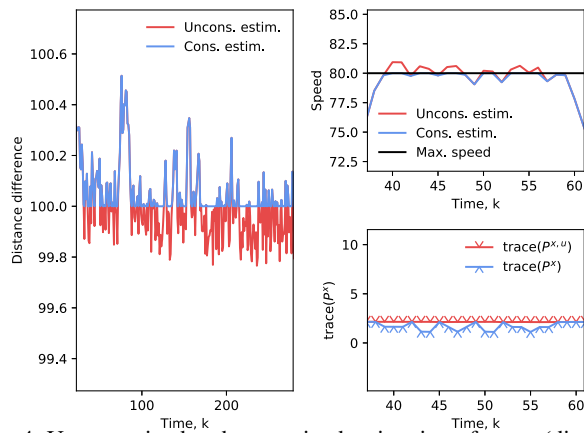 Distance difference
100.6
100.4
100.2
100.0
99.8
99.6
99.4
100
200
Time, k
Uncons. estim.
Cons. estim.
Speed
85.0
82.5
80.0
77.5
75.0
72.5
40
45
50
55
60
Time, k
Uncons. estim.
Cons. estim.
Max. speed
trace(P^x)
10
5
0
40
45
50
55
60
Time, k
trace(P^{x,u})
trace(P^x)